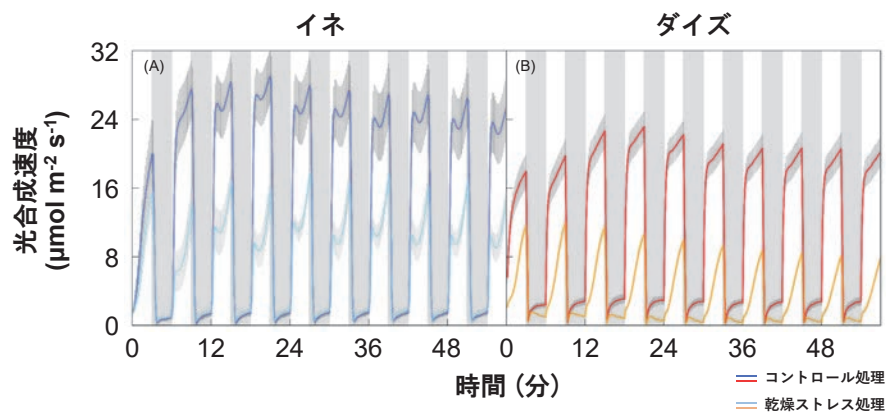 イネ
ダイズ
(A)
(B)
32
24
16
8
0
光合成速度
(μmol m⁻² s⁻¹)
0
12
24
36
48
0
12
24
36
48
時間（分）
コントロール処理
乾燥ストレス処理